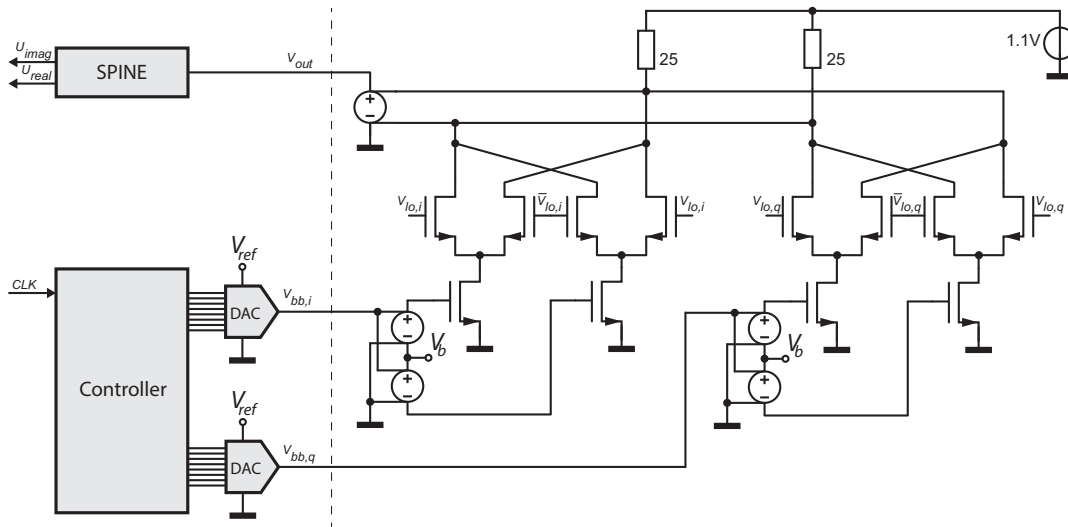 U_imag
U_real
SPINE
V_out
25
25
1.1V
V_lo,i
V̅_lo,i
V_lo,i
V_lo,q
V̅_lo,q
V_lo,q
CLK
Controller
V_ref
DAC
V_bb,i
V_b
V_b
V_ref
DAC
V_bb,q